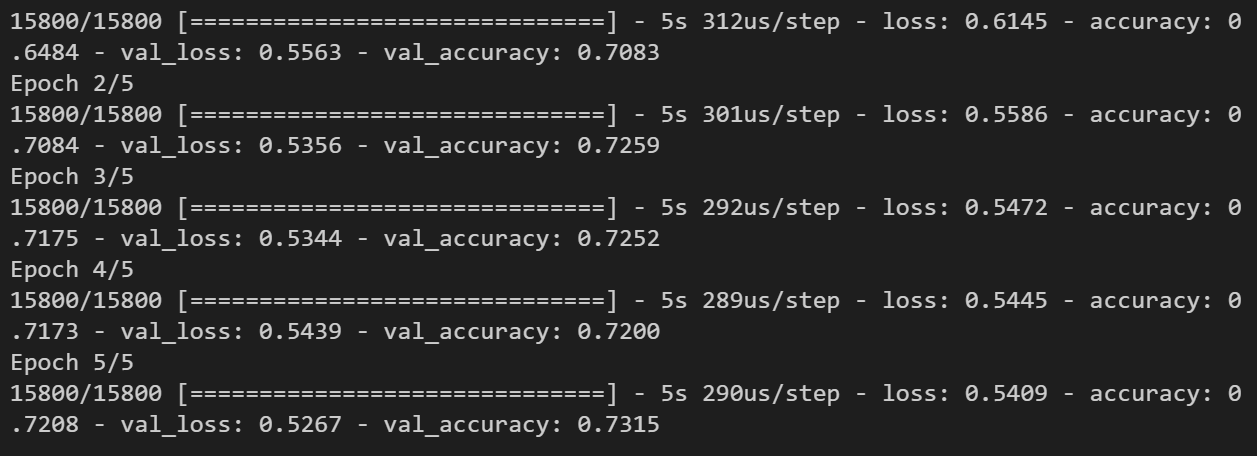 15800/15800 [==============================] - 5s 312us/step - loss: 0.6145 - accuracy: 0
.6484 - val_loss: 0.5563 - val_accuracy: 0.7083
Epoch 2/5
15800/15800 [==============================] - 5s 301us/step - loss: 0.5586 - accuracy: 0
.7084 - val_loss: 0.5356 - val_accuracy: 0.7259
Epoch 3/5
15800/15800 [==============================] - 5s 292us/step - loss: 0.5472 - accuracy: 0
.7175 - val_loss: 0.5344 - val_accuracy: 0.7252
Epoch 4/5
15800/15800 [==============================] - 5s 289us/step - loss: 0.5445 - accuracy: 0
.7173 - val_loss: 0.5439 - val_accuracy: 0.7200
Epoch 5/5
15800/15800 [==============================] - 5s 290us/step - loss: 0.5409 - accuracy: 0
.7208 - val_loss: 0.5267 - val_accuracy: 0.7315